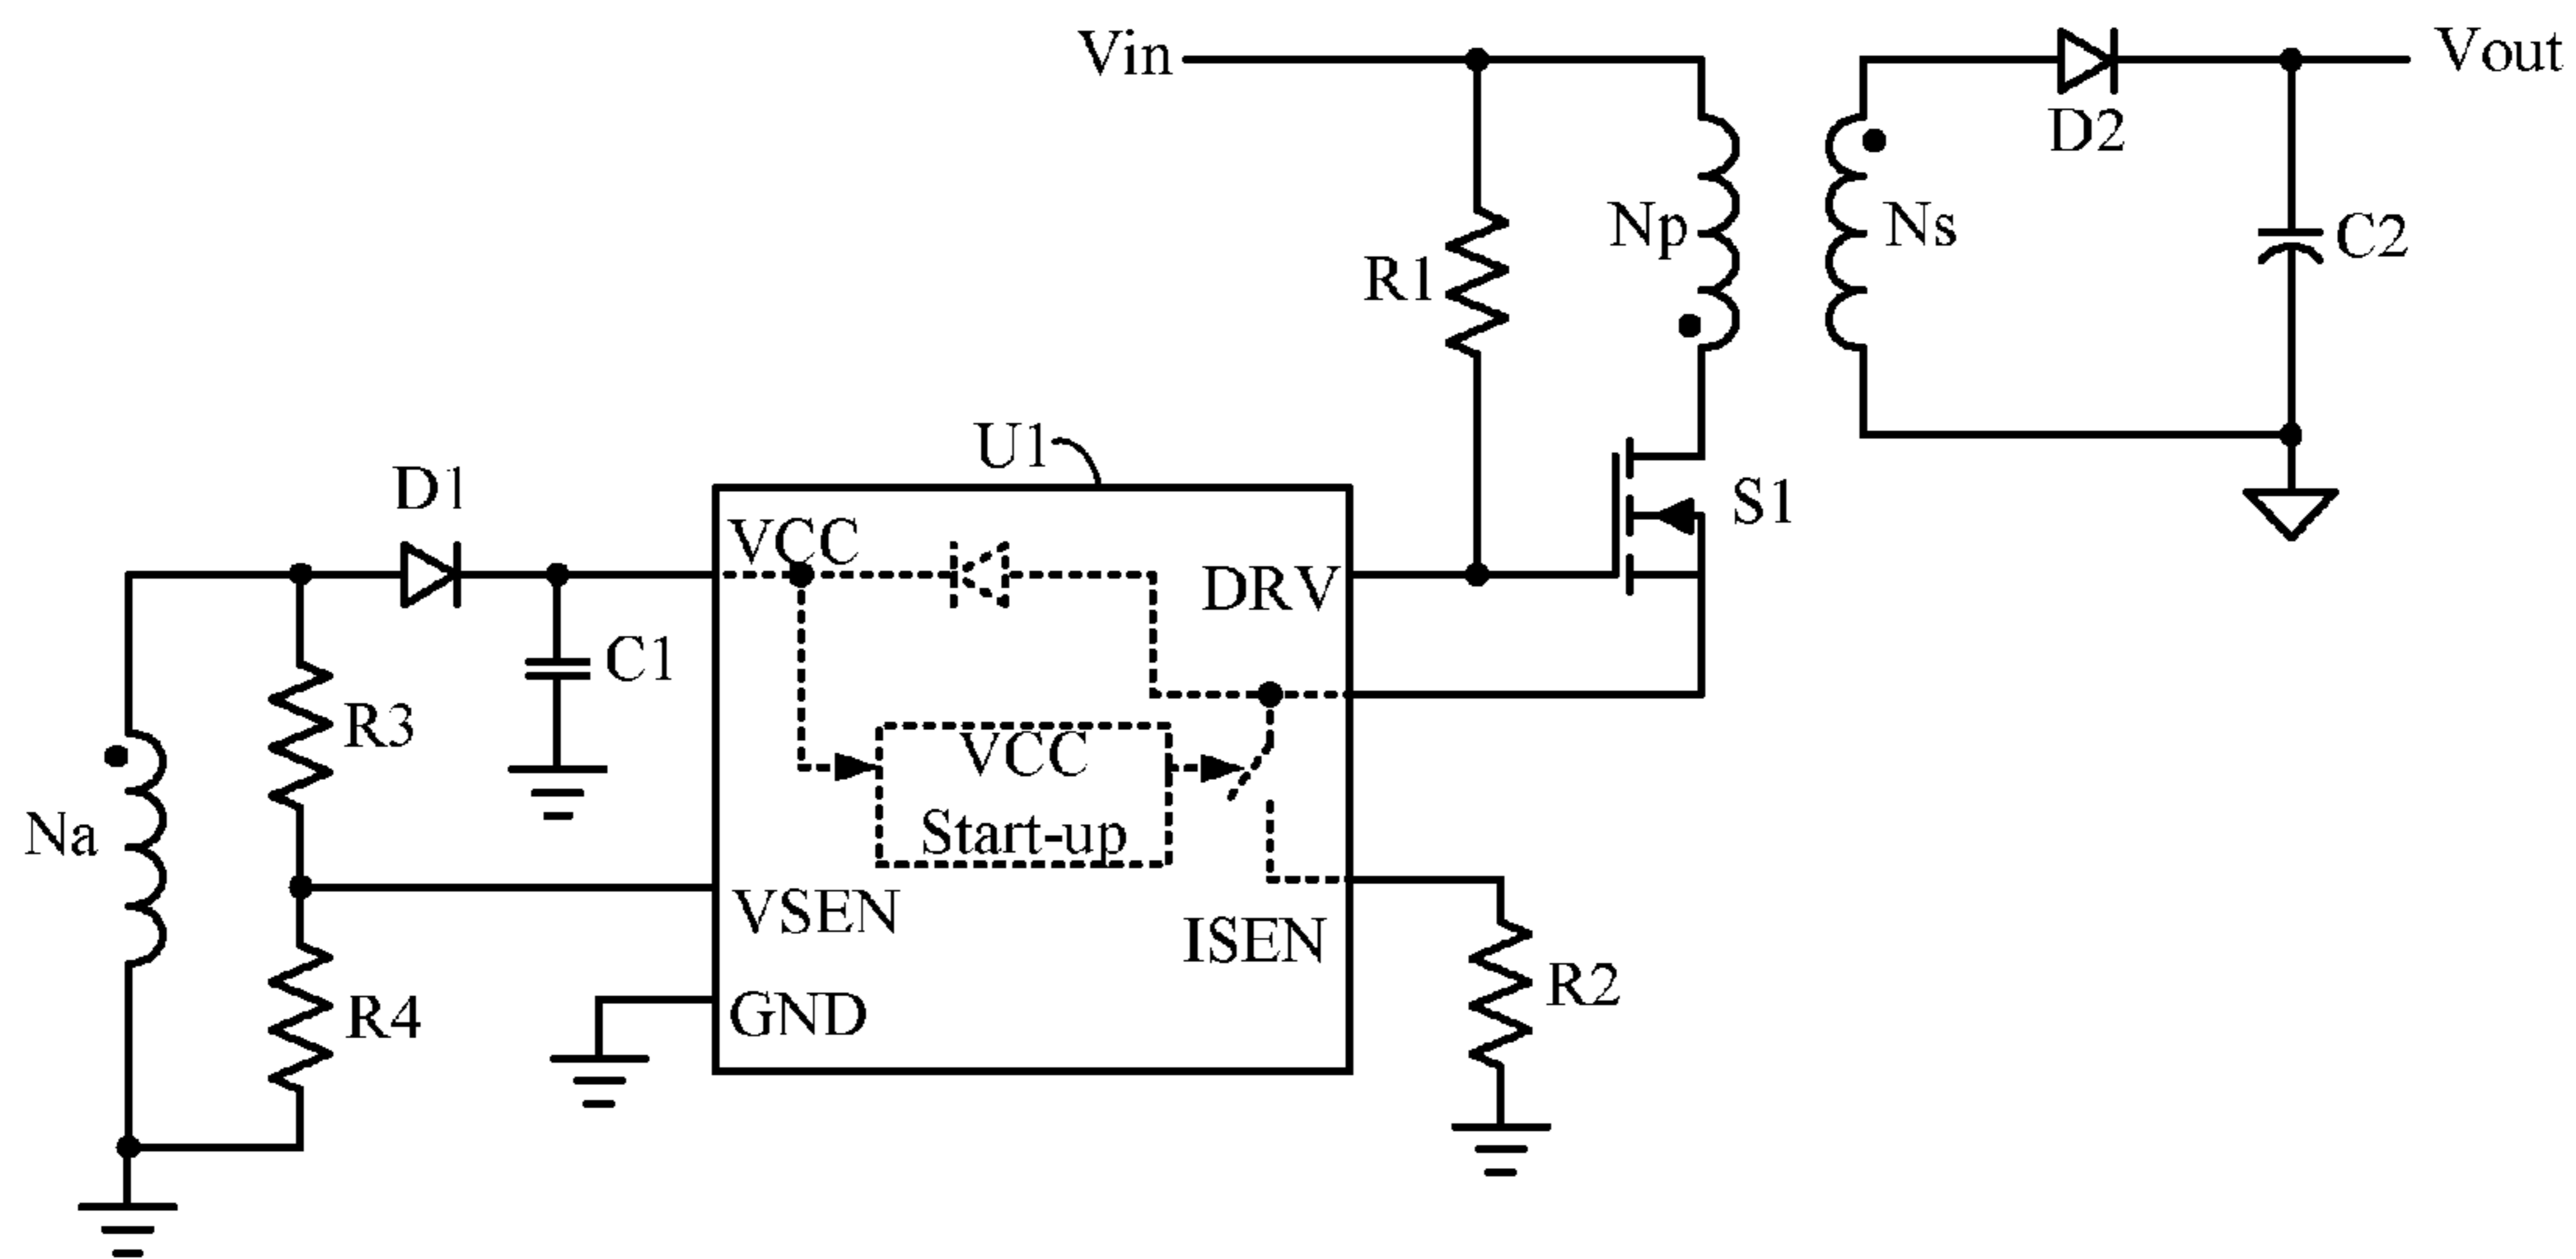 Vin
Vout
D2
Np
Ns
C2
R1
U1
D1
S1
VCC
DRV
C1
R3
VCC
Start-up
Na
VSEN
ISEN
R2
R4
GND